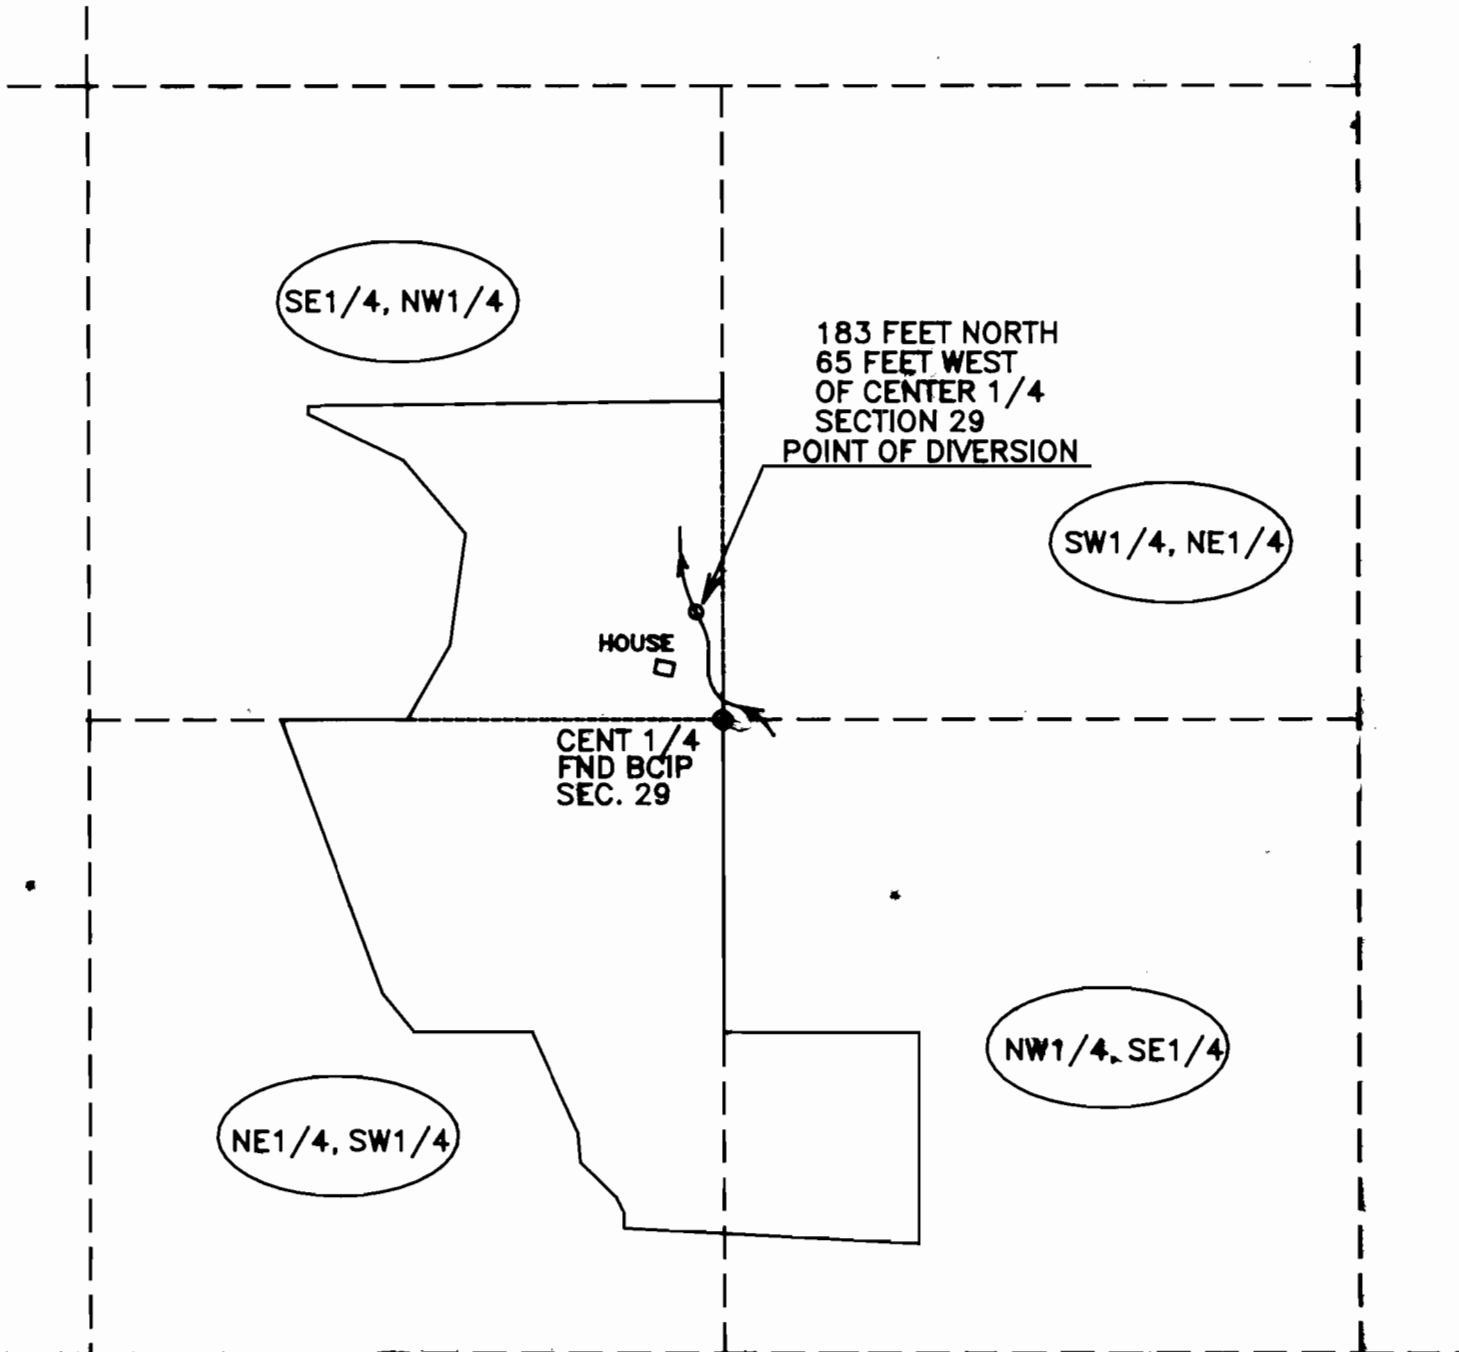 SE1/4, NW1/4
183 FEET NORTH
65 FEET WEST
OF CENTER 1/4
SECTION 29
POINT OF DIVERSION
SW1/4, NE1/4
HOUSE
CENT 1/4
FND BCIP
SEC. 29
NW1/4, SE1/4
NE1/4, SW1/4